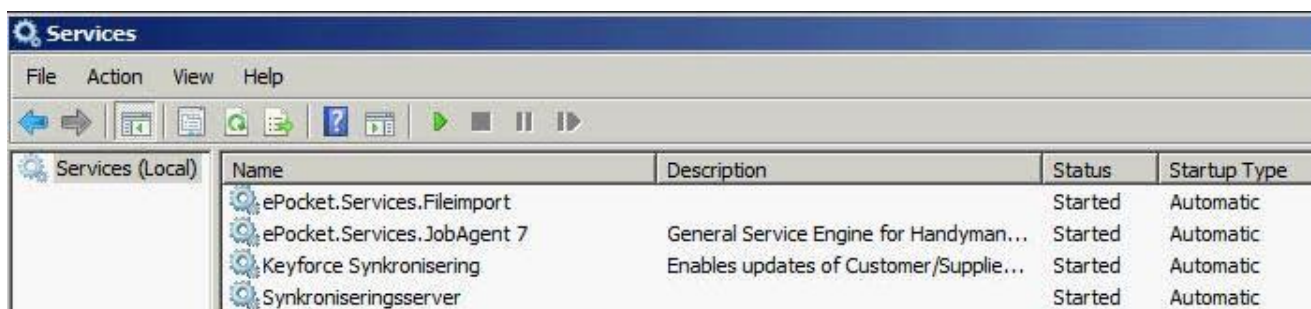 Services
File Action View Help
Services (Local) Name Description Status Startup Type
ePocket.Services.Fileimport Started Automatic
ePocket.Services.JobAgent 7 General Service Engine for Handyman... Started Automatic
Keyforce Synkronisering Enables updates of Customer/Supplie... Started Automatic
Synkroniseringsserver Started Automatic